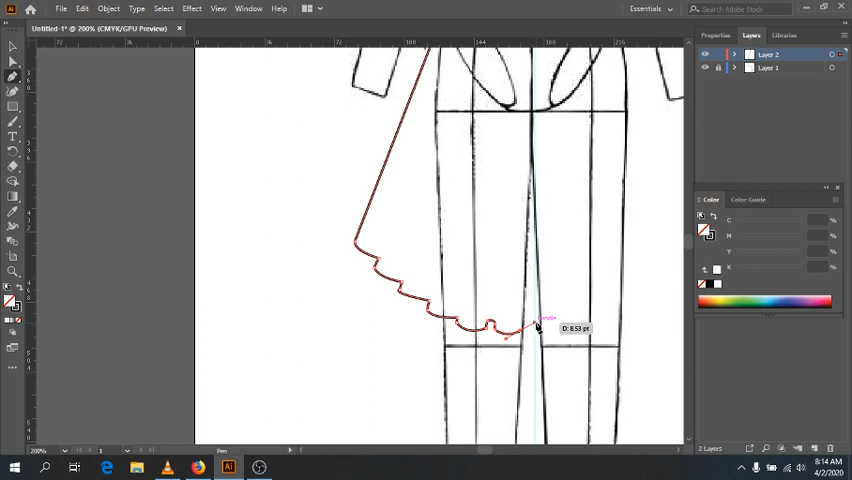 Ai File Edit Object Type Select Effect View Window Help
Essentials
Search Adobe Stock
Untitled-1* @ 200% (CMYK/GPU Preview) ×
Properties Layers Libraries
72 36 0 108 144 180 216
Layer 2
Layer 1
Color Color Guide
C %
M %
Y %
K %
D: 8.53 pt
2 Layers
200% 1 Pen
Ai
8:14 AM
4/2/2020